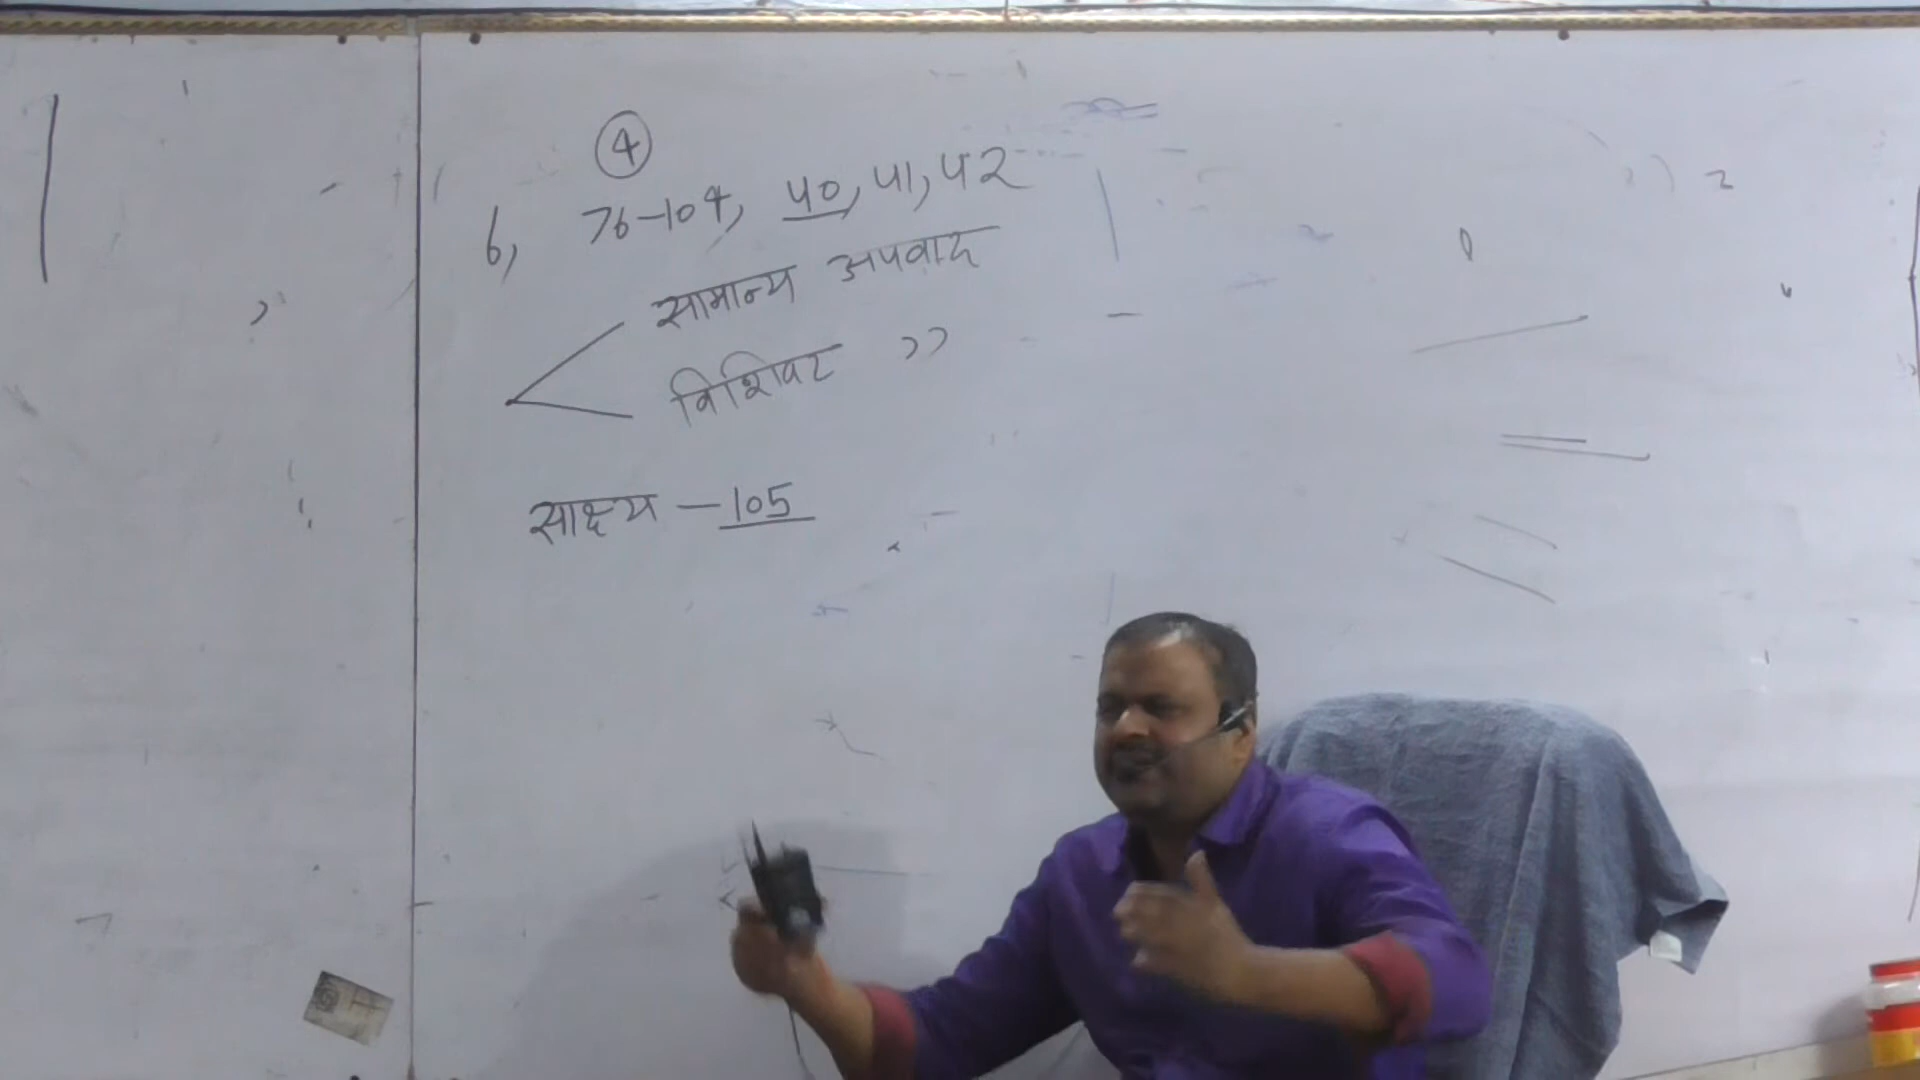 ④
6, 76-104, 40, 41, 42
सामान्य अपवाद
विशिष्ट ,,
साक्ष्य - 105